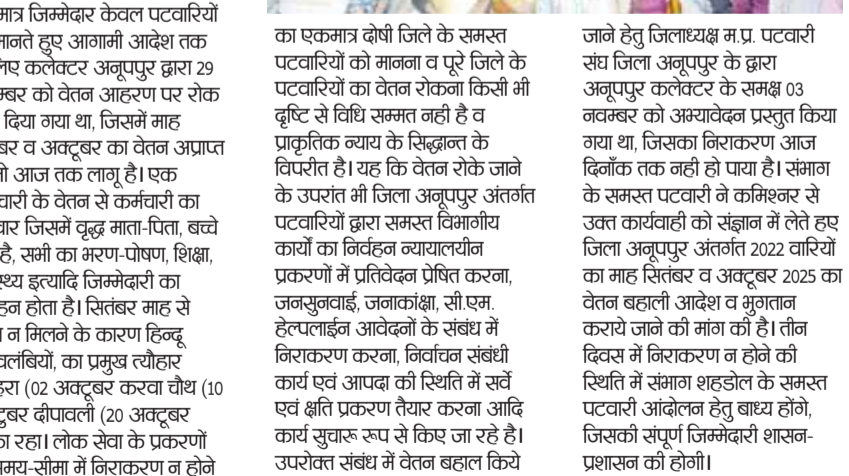 मात्र जिम्मेदार केवल पटवारियों
मानते हुए आगामी आदेश तक
लिए कलेक्टर अनूपपुर द्वारा 29
म्बर को वेतन आहरण पर रोक
दिया गया था, जिसमें माह
बर व अक्टूबर का वेतन अप्राप्त
जो आज तक लागू है। एक
चारी के वेतन से कर्मचारी का
वार जिसमें वृद्ध माता-पिता, बच्चे
है, सभी का भरण-पोषण, शिक्षा,
स्थ्य इत्यादि जिम्मेदारी का
हन होता है। सितंबर माह से
न मिलने के कारण हिन्दू
वलंबियों, का प्रमुख त्यौहार
हरा (02 अक्टूबर करवा चौथ (10
टुबर दीपावली (20 अक्टूबर
का रहा। लोक सेवा के प्रकरणों
समय-सीमा में निराकरण न होने
का एकमात्र दोषी जिले के समस्त
पटवारियों को मानना व पूरे जिले के
पटवारियों का वेतन रोकना किसी भी
दृष्टि से विधि सम्मत नही है व
प्राकृतिक न्याय के सिद्धान्त के
विपरीत है। यह कि वेतन रोके जाने
के उपरांत भी जिला अनूपपुर अंतर्गत
पटवारियों द्वारा समस्त विभागीय
कार्यों का निर्वहन न्यायालयीन
प्रकरणों में प्रतिवेदन प्रेषित करना,
जनसुनवाई, जनाकांक्षा, सी.एम.
हेल्पलाईन आवेदनों के संबंध में
निराकरण करना, निर्वाचन संबंधी
कार्य एवं आपदा की स्थिति में सर्वे
एवं क्षति प्रकरण तैयार करना आदि
कार्य सुचारू रूप से किए जा रहे है।
उपरोक्त संबंध में वेतन बहाल किये
जाने हेतु जिलाध्यक्ष म.प्र. पटवारी
संघ जिला अनूपपुर के द्वारा
अनूपपुर कलेक्टर के समक्ष 03
नवम्बर को अभ्यावेदन प्रस्तुत किया
गया था, जिसका निराकरण आज
दिनाँक तक नही हो पाया है। संभाग
के समस्त पटवारी ने कमिश्नर से
उक्त कार्यवाही को संज्ञान में लेते हुए
जिला अनूपपुर अंतर्गत 2022 वारियों
का माह सितंबर व अक्टूबर 2025 का
वेतन बहाली आदेश व भुगतान
कराये जाने की मांग की है। तीन
दिवस में निराकरण न होने की
स्थिति में संभाग शहडोल के समस्त
पटवारी आंदोलन हेतु बाध्य होंगे,
जिसकी संपूर्ण जिम्मेदारी शासन-
प्रशासन की होगी।